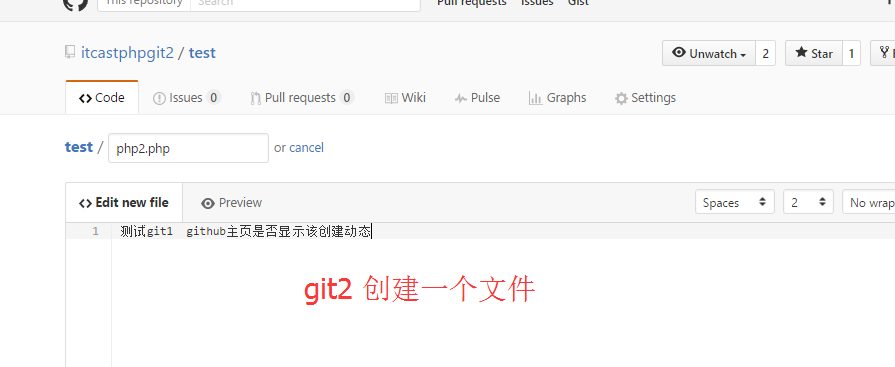 This repository Search Pull requests Issues Gist
itcastphpgit2 / test Unwatch 2 Star 1
Code Issues 0 Pull requests 0 Wiki Pulse Graphs Settings
test / php2.php or cancel
Edit new file Preview Spaces 2 No wrap
1 测试git1 github主页是否显示该创建动态
git2 创建一个文件